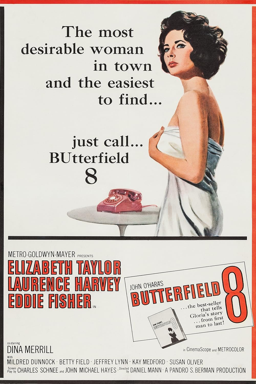 The most
desirable woman
in town
and the easiest
to find...
just call...
BUtterfield
8
METRO-GOLDWYN-MAYER PRESENTS
ELIZABETH TAYLOR
LAURENCE HARVEY
EDDIE FISHER
JOHN O'HARA'S
BUTTERFIELD 8
...the best-seller
that tells
Gloria's story
...from first
man to last!
in CinemaScope and METROCOLOR
co-starring
DINA MERRILL
with
MILDRED DUNNOCK BETTY FIELD JEFFREY LYNN KAY MEDFORD SUSAN OLIVER
CHARLES SCHNEE and JOHN MICHAEL HAYES
DANIEL MANN A PANDRO S. BERMAN PRODUCTION